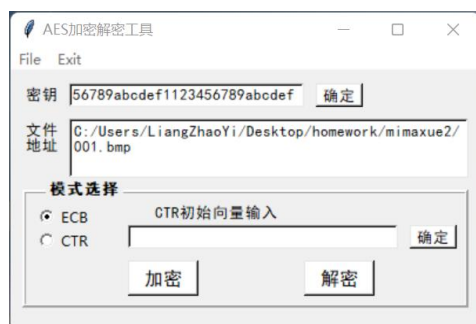 AES加密解密工具
File Exit
密钥 56789abcdef1123456789abcdef 确定
文件地址 C:/Users/LiangZhaoYi/Desktop/homework/mimaxue2/
001.bmp
模式选择
ECB CTR初始向量输入
CTR 确定
加密 解密